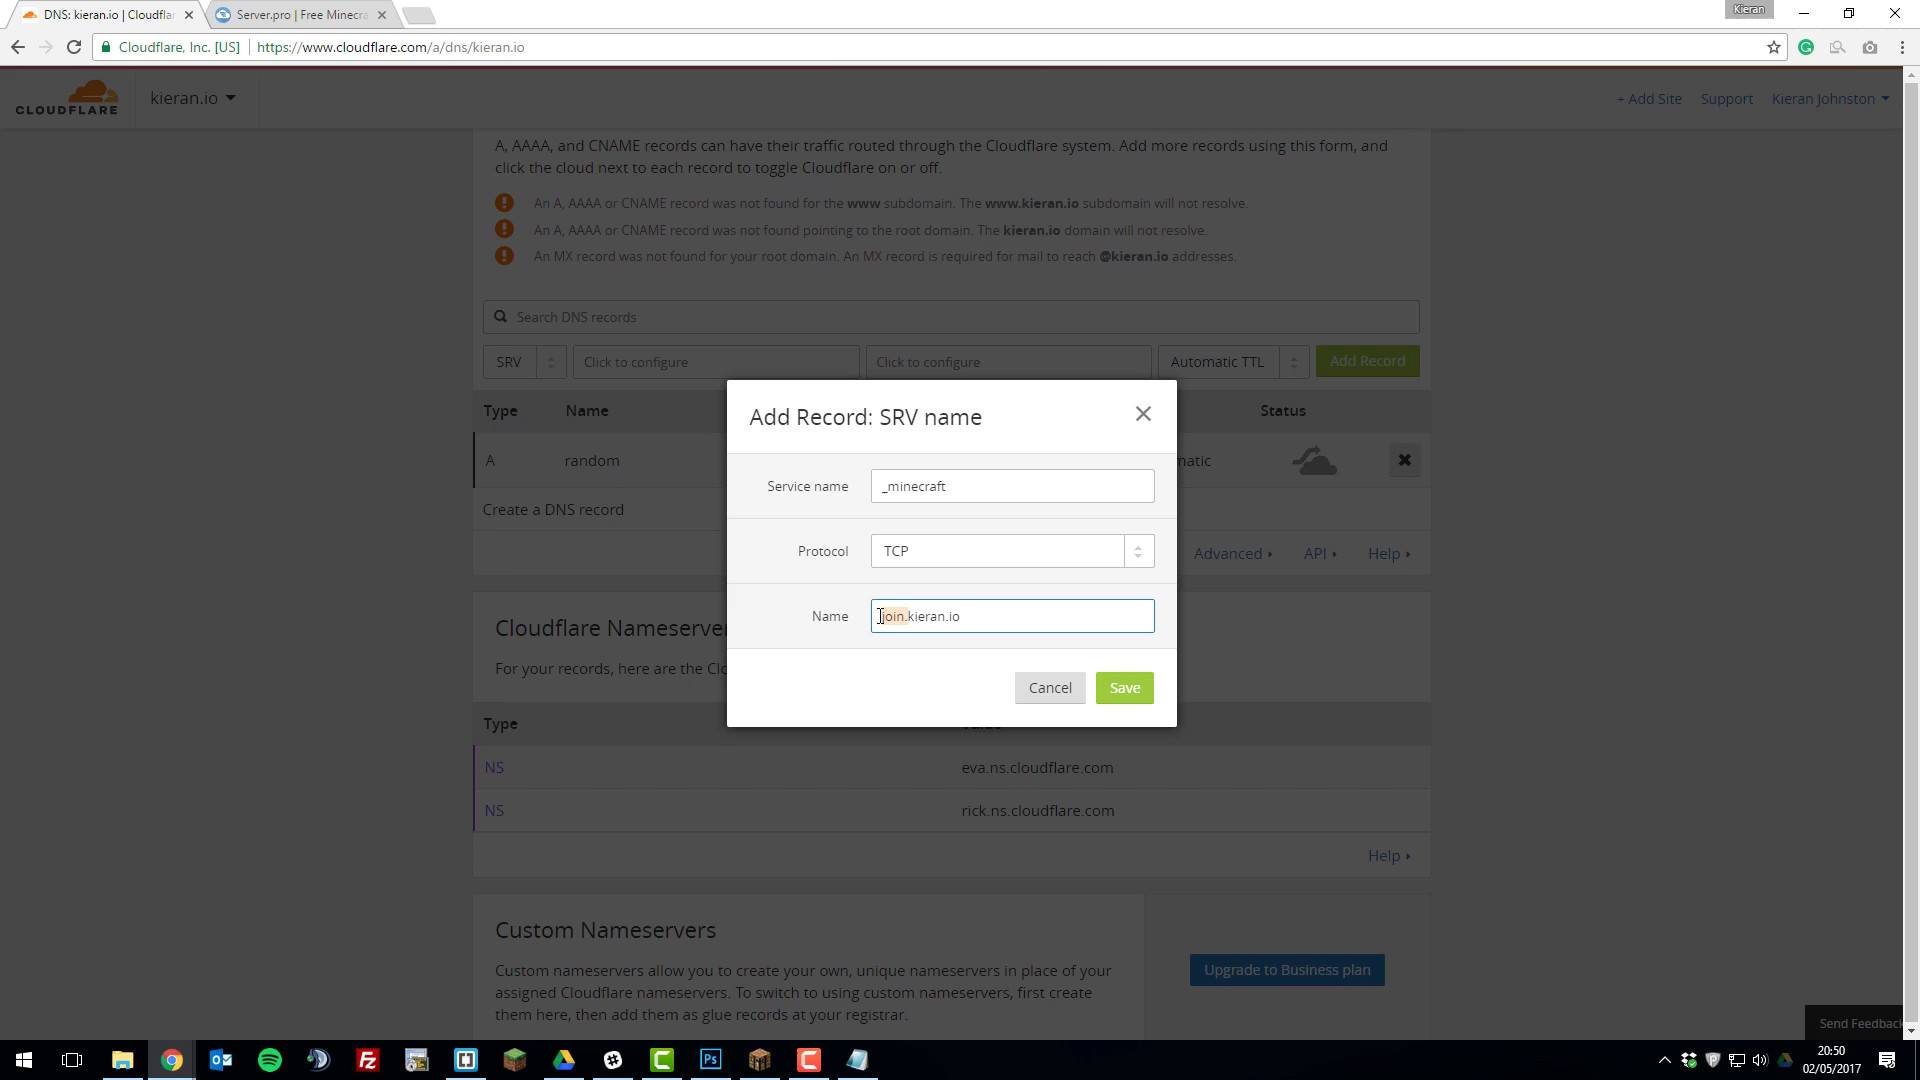 DNS: kieran.io | Cloudflar
Server.pro | Free Minecra
Kieran
Cloudflare, Inc. [US]
https://www.cloudflare.com/a/dns/kieran.io
CLOUDFLARE
kieran.io
+ Add Site
Support
Kieran Johnston
A, AAAA, and CNAME records can have their traffic routed through the Cloudflare system. Add more records using this form, and
click the cloud next to each record to toggle Cloudflare on or off.
An A, AAAA or CNAME record was not found for the www subdomain. The www.kieran.io subdomain will not resolve.
An A, AAAA or CNAME record was not found pointing to the root domain. The kieran.io domain will not resolve.
An MX record was not found for your root domain. An MX record is required for mail to reach @kieran.io addresses.
Search DNS records
SRV
Click to configure
Click to configure
Automatic TTL
Add Record
Type
Name
Status
A
random
matic
Create a DNS record
Advanced
API
Help
Add Record: SRV name
Service name
_minecraft
Protocol
TCP
Name
join.kieran.io
Cancel
Save
Cloudflare Nameserver
For your records, here are the Clo
Type
NS
eva.ns.cloudflare.com
NS
rick.ns.cloudflare.com
Help
Custom Nameservers
Custom nameservers allow you to create your own, unique nameservers in place of your
assigned Cloudflare nameservers. To switch to using custom nameservers, first create
them here, then add them as glue records at your registrar.
Upgrade to Business plan
Send Feedback
20:50
02/05/2017